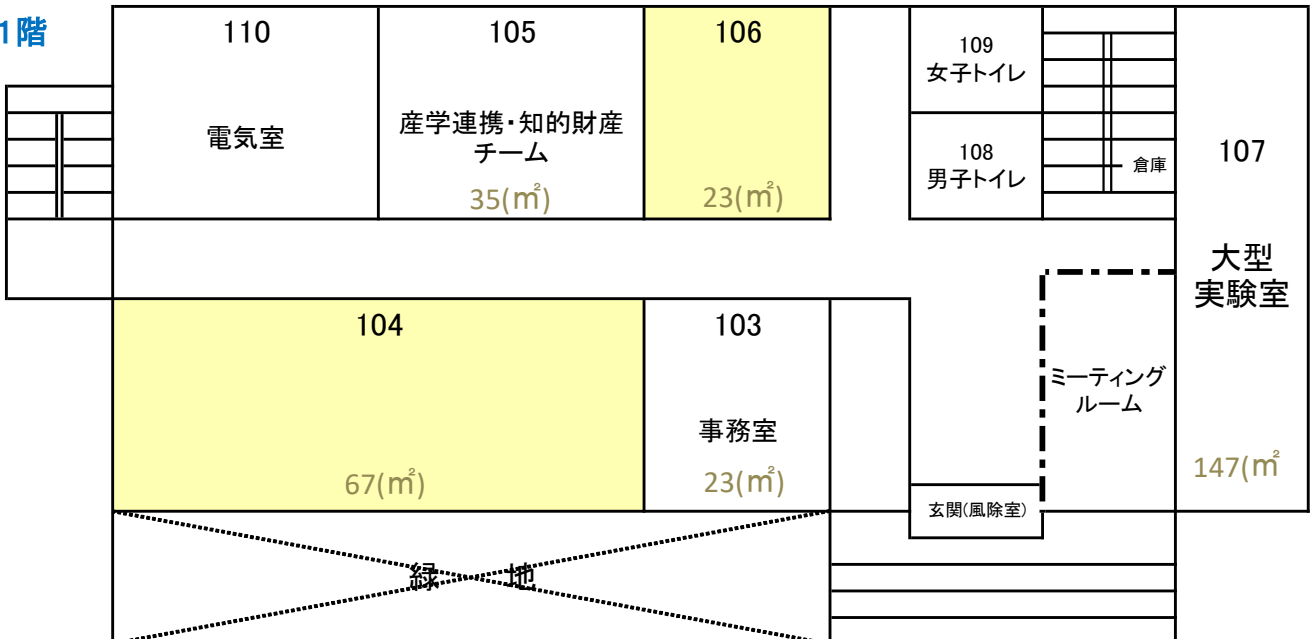 1階
110
電気室
105
産学連携・知的財産
チーム
35(㎡)
106
23(㎡)
109
女子トイレ
108
男子トイレ
倉庫
107
大型
実験室
147(㎡
104
67(㎡)
103
事務室
23(㎡)
ミーティング
ルーム
玄関(風除室)
緑　地